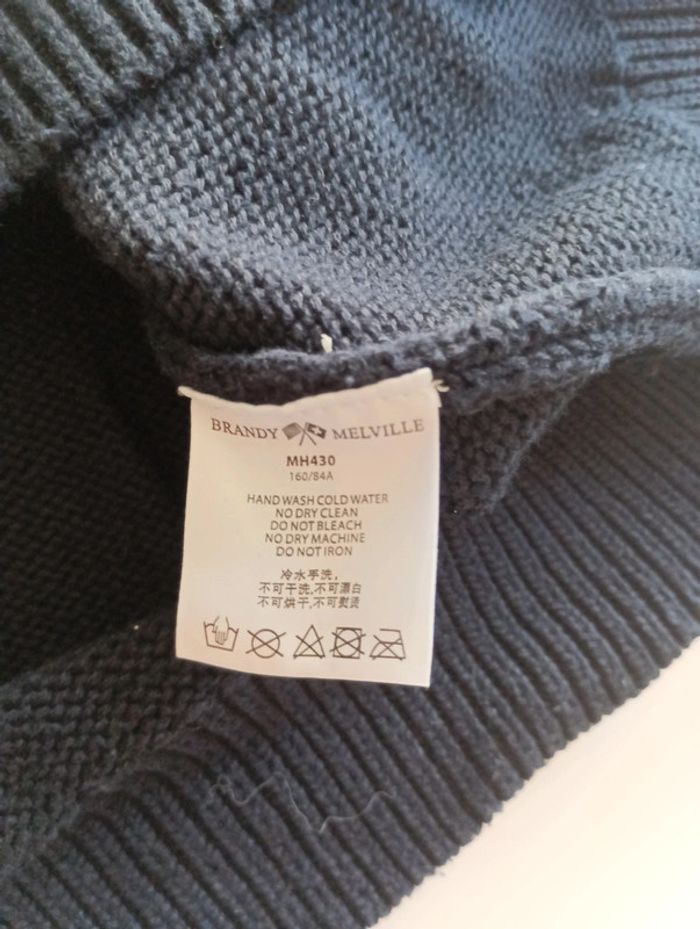 BRANDY MELVILLE
MH430
160/84A
HAND WASH COLD WATER
NO DRY CLEAN
DO NOT BLEACH
NO DRY MACHINE
DO NOT IRON
冷水手洗,
不可干洗,不可漂白
不可烘干,不可熨烫